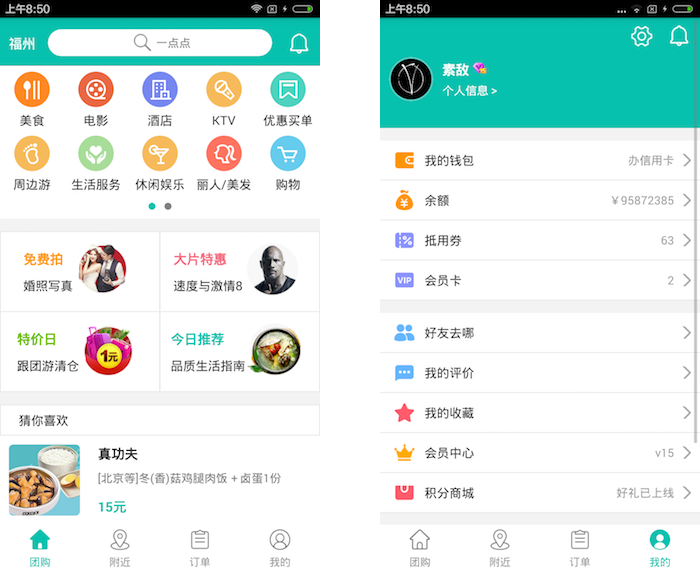 上午8:50
福州
一点点
美食
电影
酒店
KTV
优惠买单
周边游
生活服务
休闲娱乐
丽人/美发
购物
免费拍
婚照写真
大片特惠
速度与激情8
特价日
跟团游清仓
1元
今日推荐
品质生活指南
猜你喜欢
真功夫
[北京等]冬(香)菇鸡腿肉饭 + 卤蛋1份
15元
团购
附近
订单
我的
上午8:50
素敌
个人信息 >
我的钱包
办信用卡
余额
￥95872385
抵用券
63
VIP
会员卡
2
好友去哪
我的评价
我的收藏
会员中心
v15
积分商城
好礼已上线
团购
附近
订单
我的